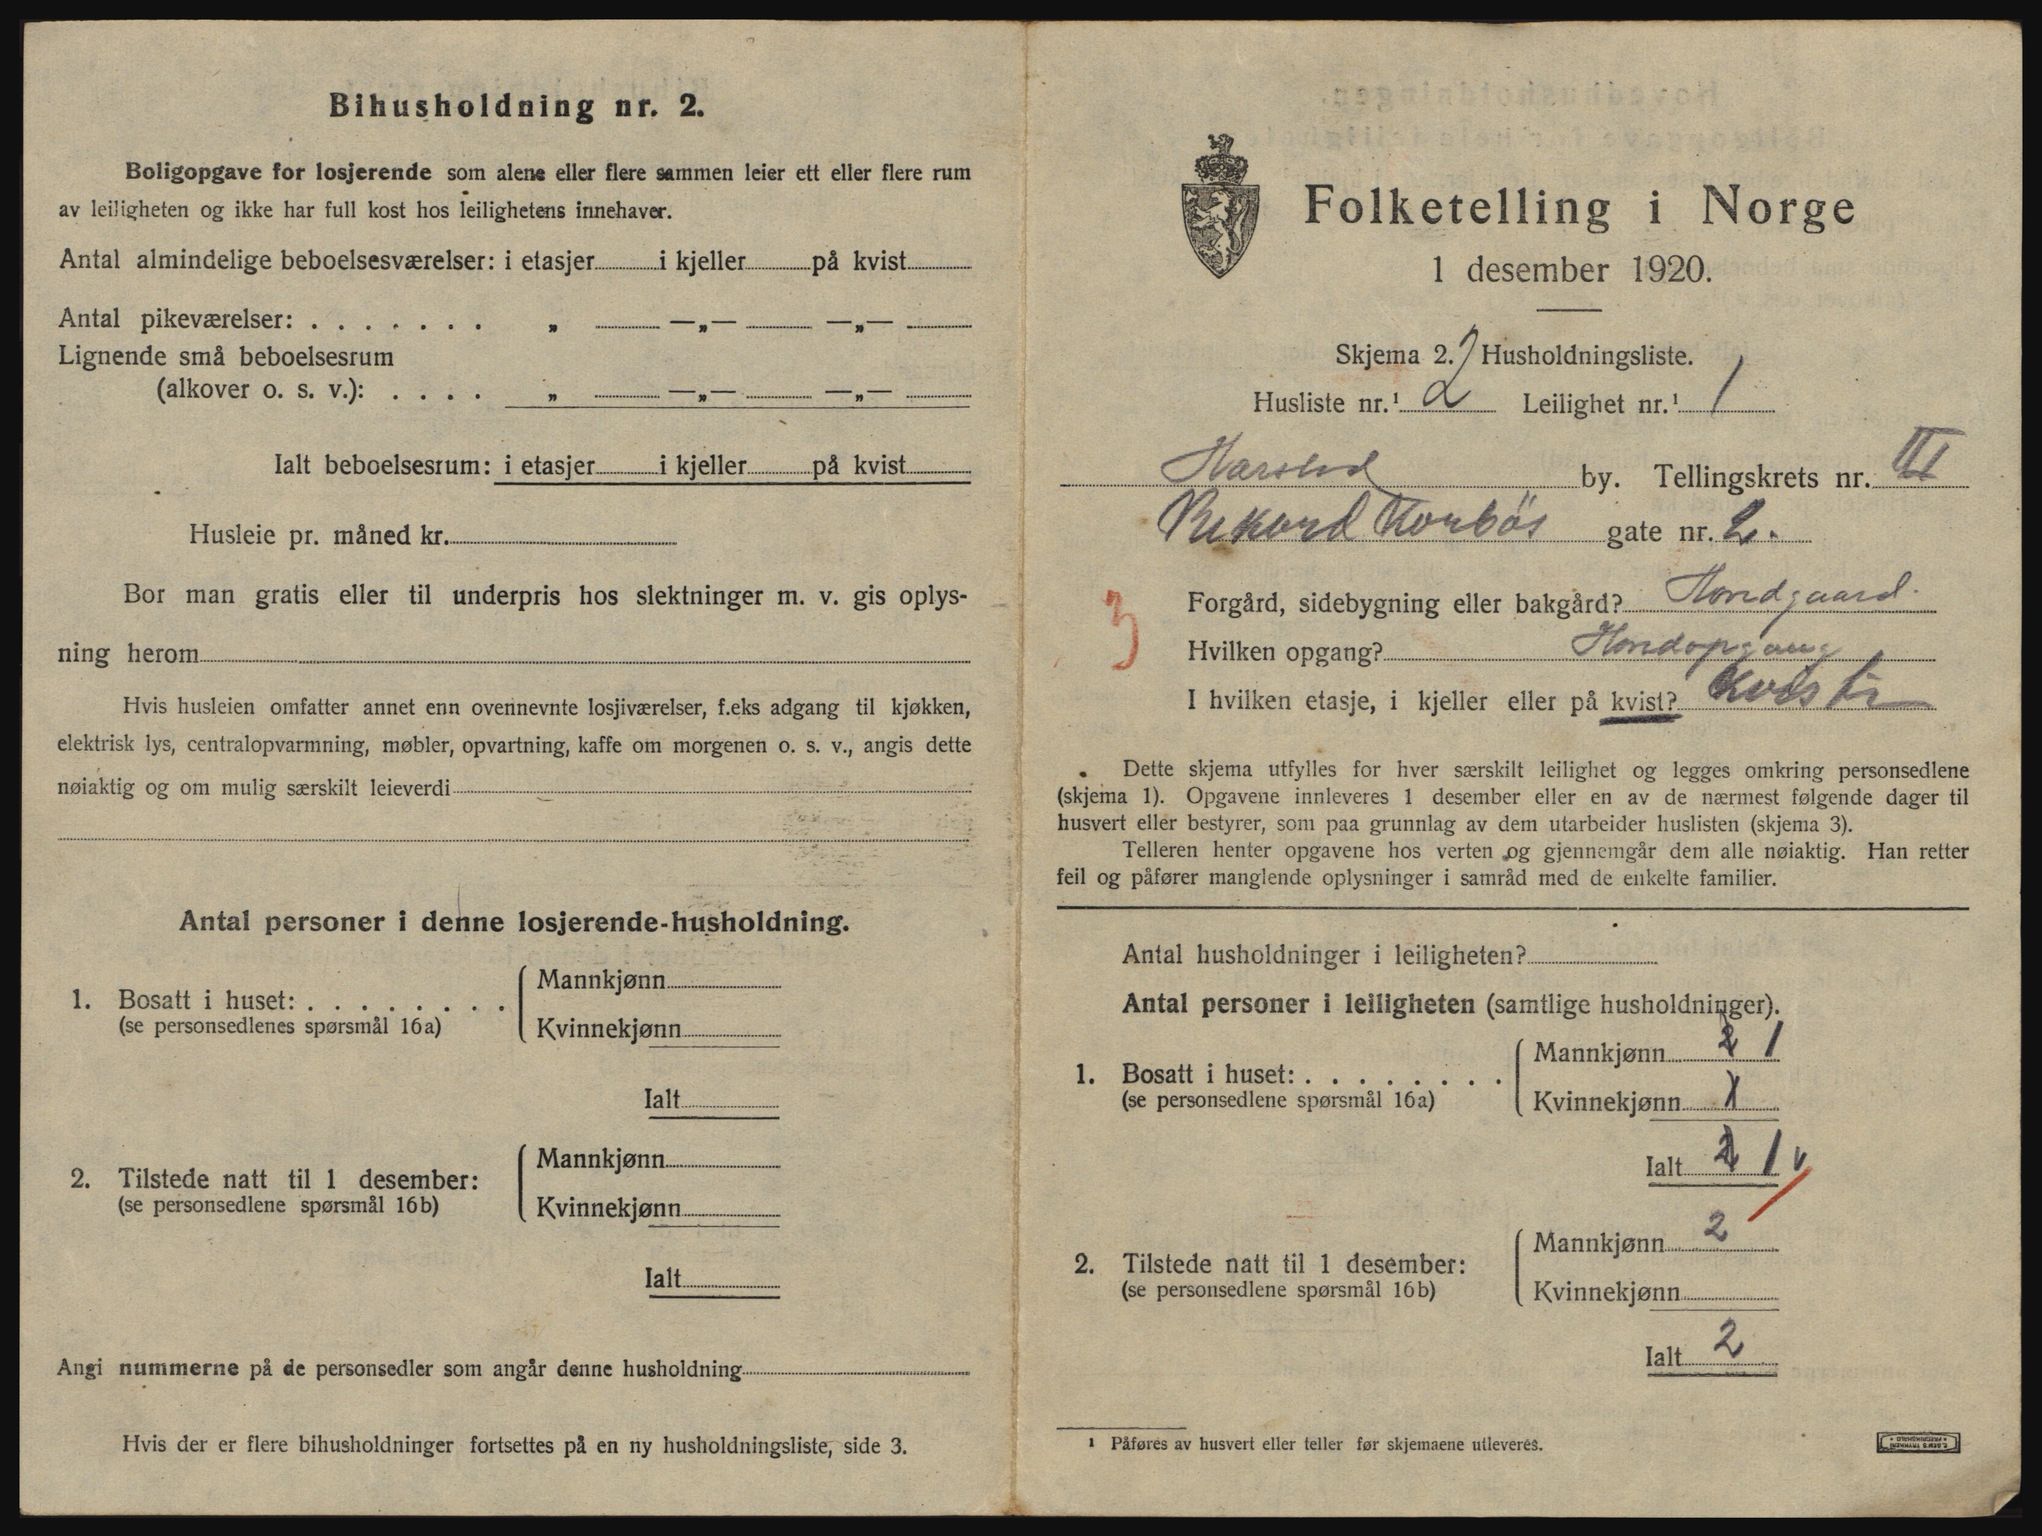 Bihusholdning nr. 2.
Boligopgave for losjerende som alene eller flere sammen leier ett eller flere rum
av leiligheten og ikke har full kost hos leilighetens innehaver.
Antal almindelige beboelsesværelser: i etasjer i kjeller på kvist
Antal pikeværelser: . . . . . . . „ —„— —„—
Lignende små beboelsesrum
(alkover o. s. v.): . . . . „ —„— —„—
Ialt beboelsesrum: i etasjer i kjeller på kvist
Husleie pr. måned kr.
Bor man gratis eller til underpris hos slektninger m. v. gis oplys-
ning herom
Hvis husleien omfatter annet enn ovennevnte losjiværelser, f.eks adgang til kjøkken,
elektrisk lys, centralopvarmning, møbler, opvartning, kaffe om morgenen o. s. v., angis dette
nøiaktig og om mulig særskilt leieverdi
Antal personer i denne losjerende-husholdning.
1. Bosatt i huset: . . . . . . . . Mannkjønn
(se personsedlenes spørsmål 16a) Kvinnekjønn
Ialt
2. Tilstede natt til 1 desember: Mannkjønn
(se personsedlene spørsmål 16b) Kvinnekjønn
Ialt
Angi nummerne på de personsedler som angår denne husholdning
Hvis der er flere bihusholdninger fortsettes på en ny husholdningsliste, side 3.
Folketelling i Norge
1 desember 1920.
Skjema 2. Husholdningsliste.
Husliste nr.¹ 2 Leilighet nr.¹ 1
Harstad by. Tellingskrets nr. III
Rekord Torbøs gate nr. 2.
3
Forgård, sidebygning eller bakgård? Hovedgaard
Hvilken opgang? Hovedopgang
I hvilken etasje, i kjeller eller på kvist? Kvist
Dette skjema utfylles for hver særskilt leilighet og legges omkring personsedlene
(skjema 1). Opgavene innleveres 1 desember eller en av de nærmest følgende dager til
husvert eller bestyrer, som paa grunnlag av dem utarbeider huslisten (skjema 3).
Telleren henter opgavene hos verten og gjennemgår dem alle nøiaktig. Han retter
feil og påfører manglende oplysninger i samråd med de enkelte familier.
Antal husholdninger i leiligheten?
Antal personer i leiligheten (samtlige husholdninger).
1. Bosatt i huset: . . . . . . . . Mannkjønn 2 1
(se personsedlene spørsmål 16a) Kvinnekjønn 1
Ialt 2 1
2. Tilstede natt til 1 desember: Mannkjønn 2
(se personsedlene spørsmål 16b) Kvinnekjønn
Ialt 2
¹ Påføres av husvert eller teller før skjemaene utleveres.